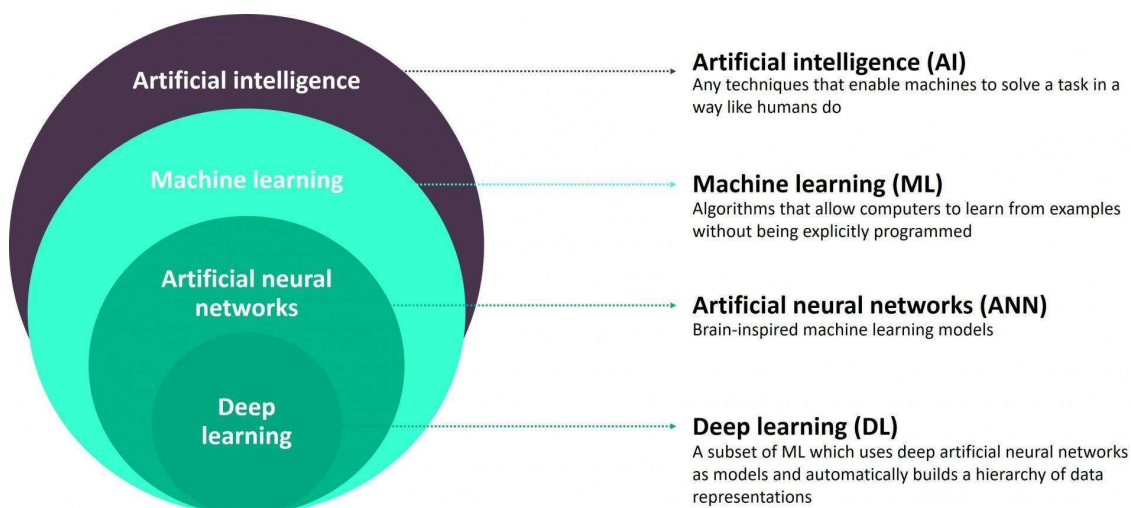 Artificial intelligence
Machine learning
Artificial neural
networks
Deep
learning
Artificial intelligence (AI)
Any techniques that enable machines to solve a task in a
way like humans do
Machine learning (ML)
Algorithms that allow computers to learn from examples
without being explicitly programmed
Artificial neural networks (ANN)
Brain-inspired machine learning models
Deep learning (DL)
A subset of ML which uses deep artificial neural networks
as models and automatically builds a hierarchy of data
representations